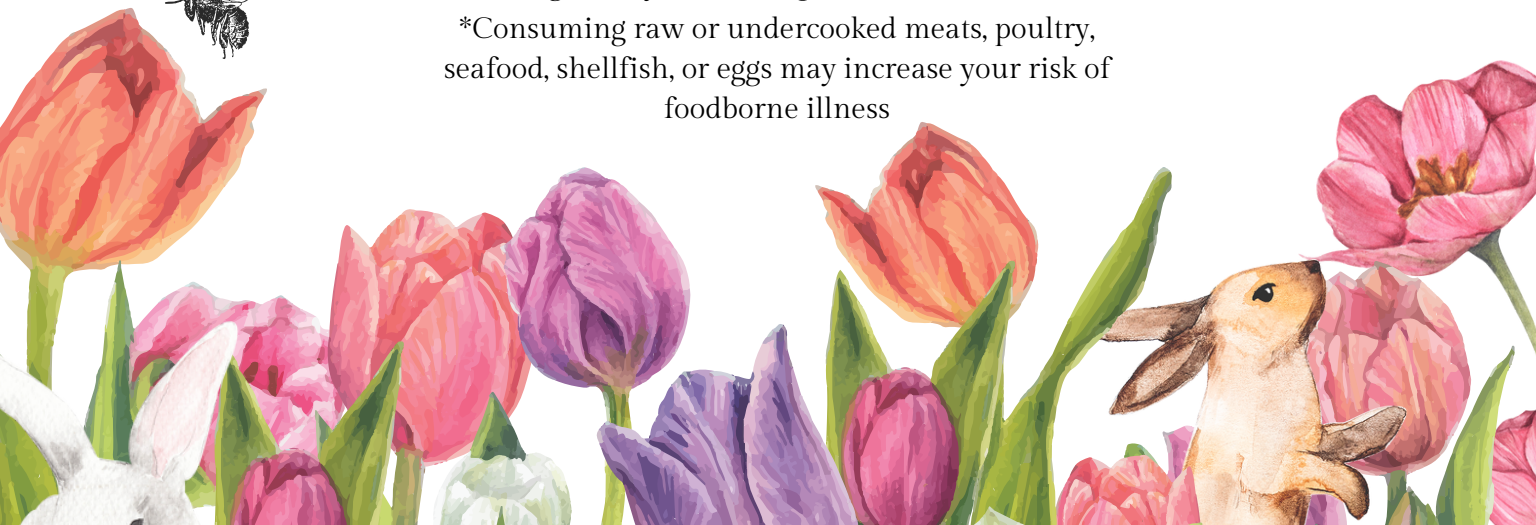 *Consuming raw or undercooked meats, poultry,
seafood, shellfish, or eggs may increase your risk of
foodborne illness